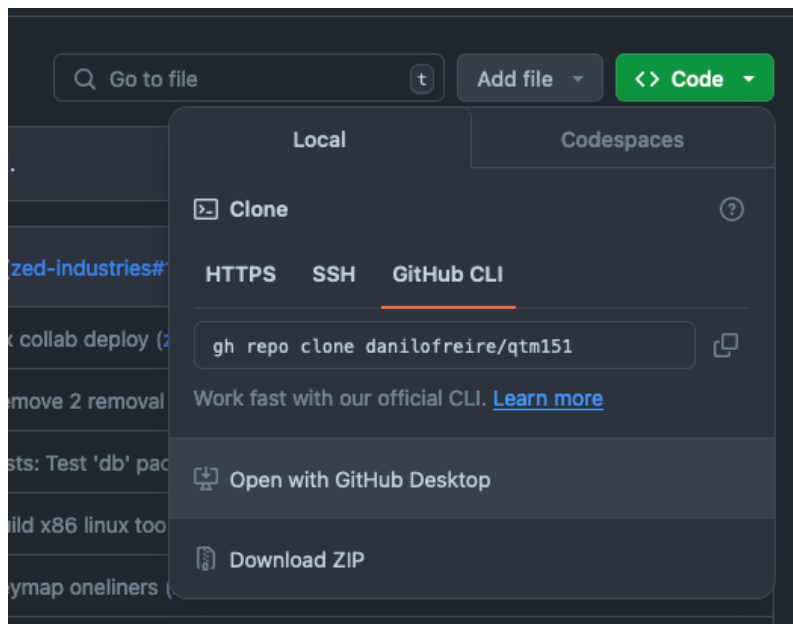 Go to file t Add file Code
Local Codespaces
.
Clone
(zed-industries#
HTTPS SSH GitHub CLI
collab deploy (
gh repo clone danilofreire/qtm151
emove 2 removal
Work fast with our official CLI. Learn more
sts: Test 'db' pac
Open with GitHub Desktop
ild x86 linux too
Download ZIP
ymap oneliners (